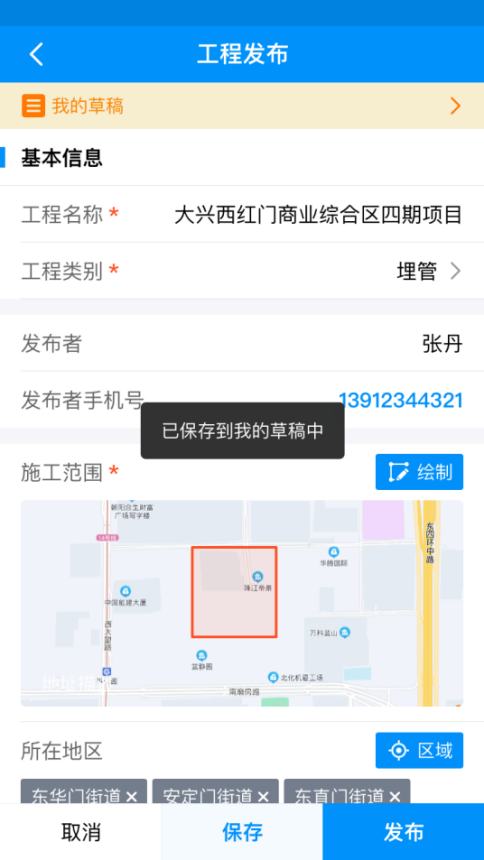 工程发布
我的草稿
基本信息
工程名称 * 大兴西红门商业综合区四期项目
工程类别 * 埋管
发布者 张丹
发布者手机号 13912344321
已保存到我的草稿中
施工范围 * 绘制
朝阳合生财富
广场写字楼
14号线
东四环中路
华腾国际
珠江帝景
中国船建大厦
西大望路
万科蓝山
蓝静园
北化机爱工场
南磨房路
所在地区 区域
东华门街道 × 安定门街道 × 东直门街道 ×
取消 保存 发布